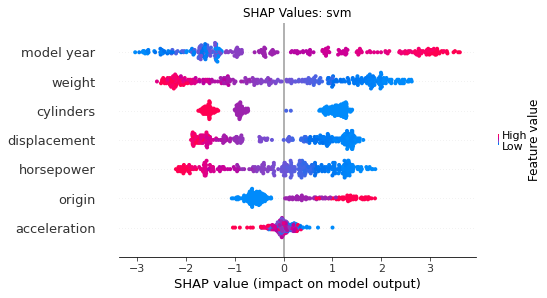 SHAP Values: svm
model year
weight
cylinders
displacement
horsepower
origin
acceleration
High
Low
Feature value
−3 −2 −1 0 1 2 3
SHAP value (impact on model output)